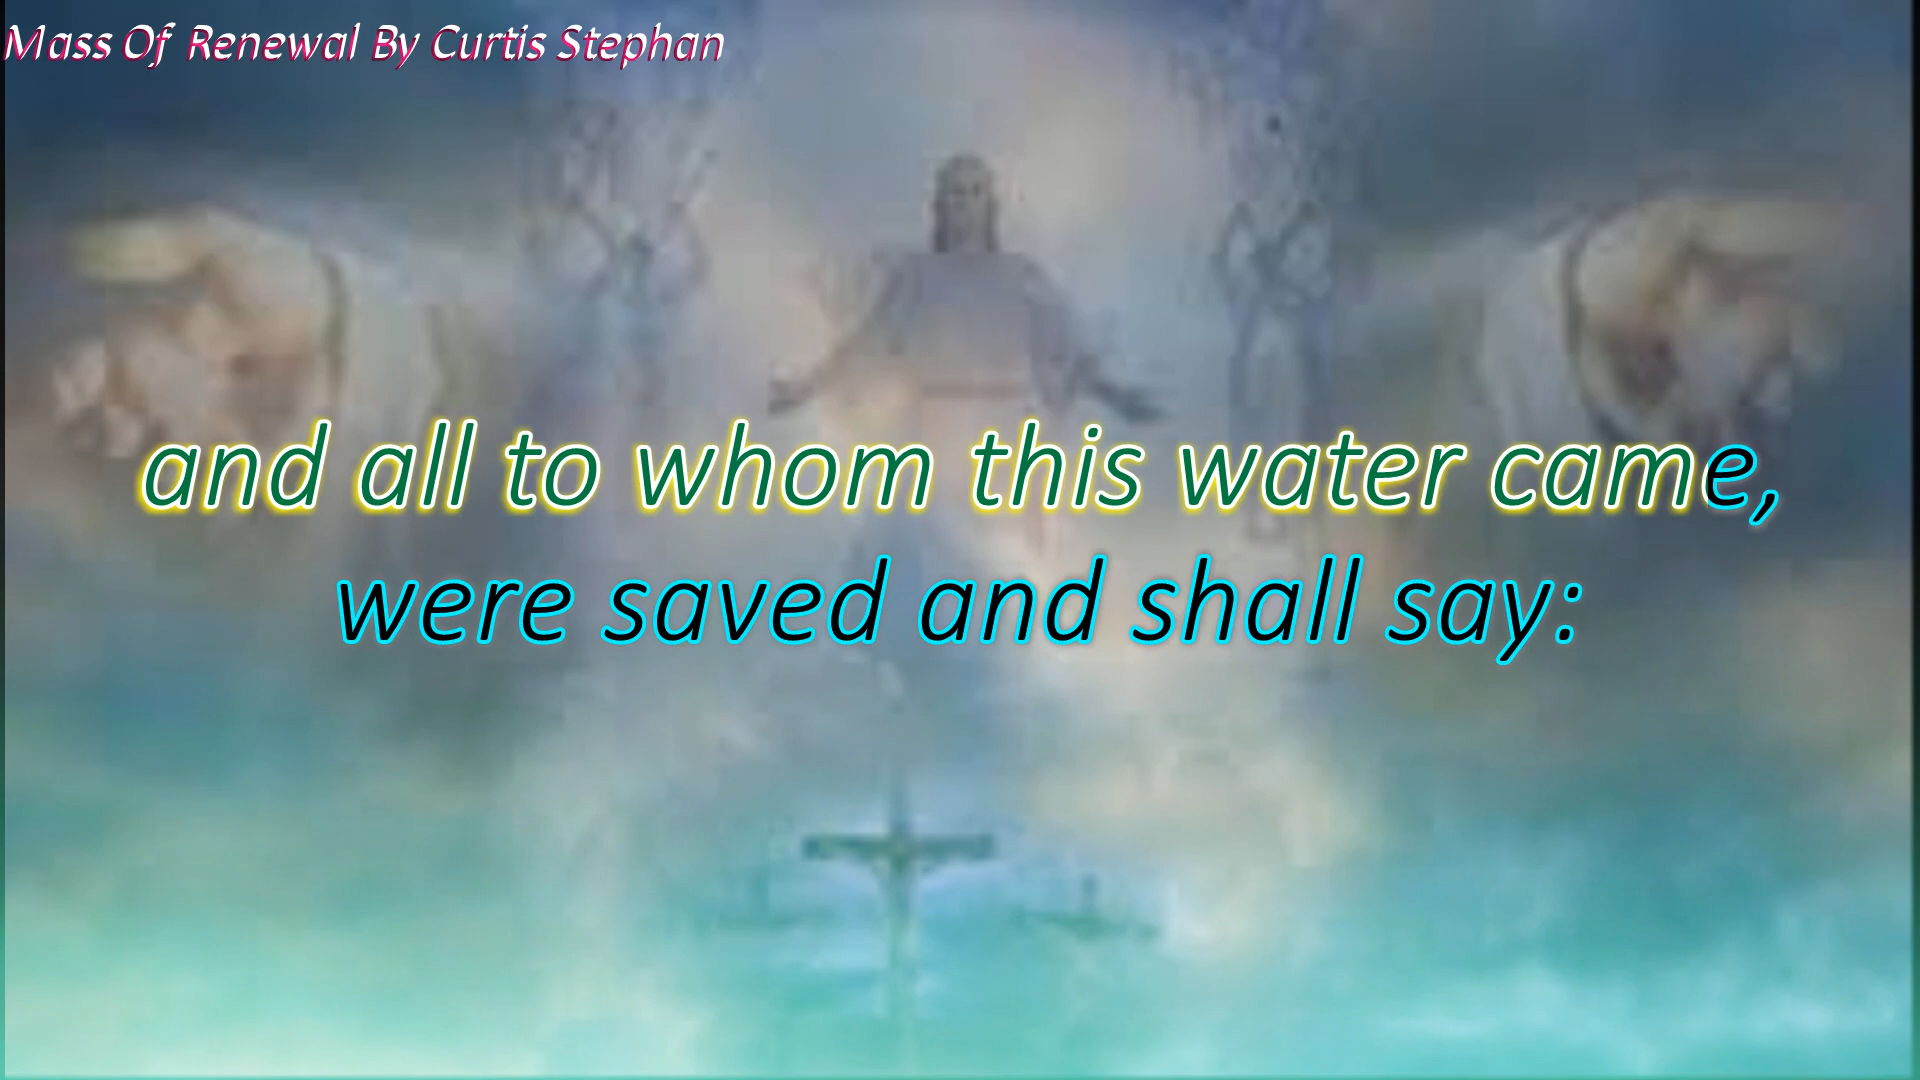 Mass Of Renewal By Curtis Stephan
and all to whom this water came,
were saved and shall say: